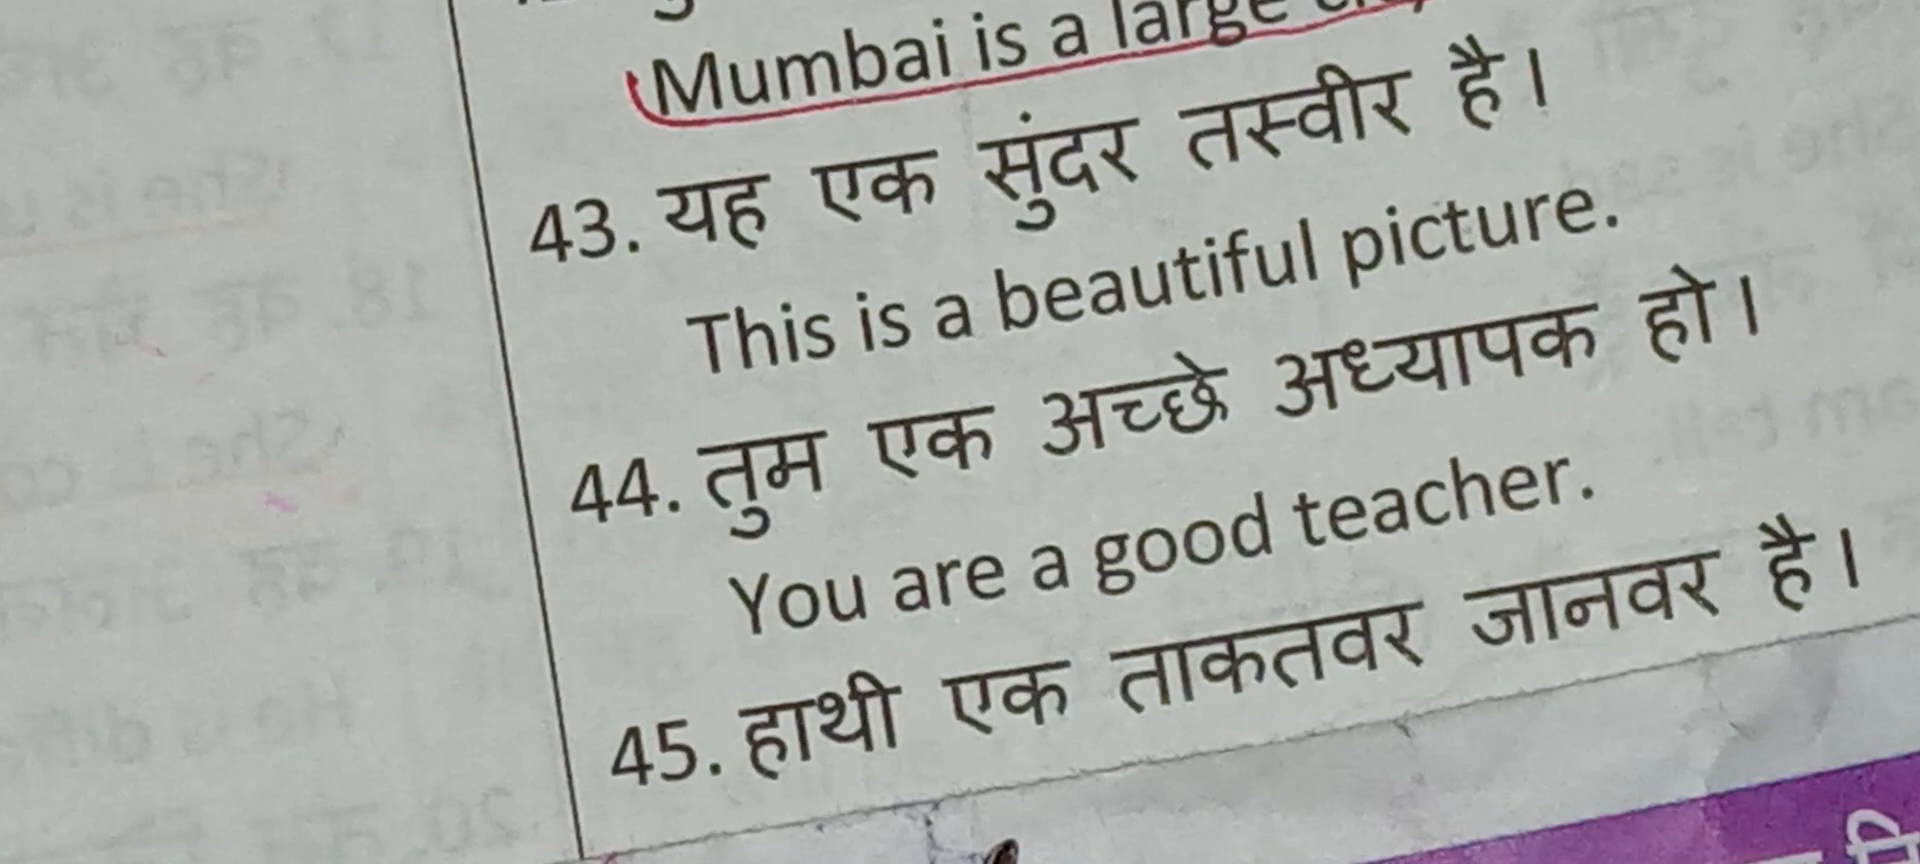 Mumbai is a large
43. यह एक सुंदर तस्वीर है।
This is a beautiful picture.
44. तुम एक अच्छे अध्यापक हो।
You are a good teacher.
45. हाथी एक ताकतवर जानवर है।